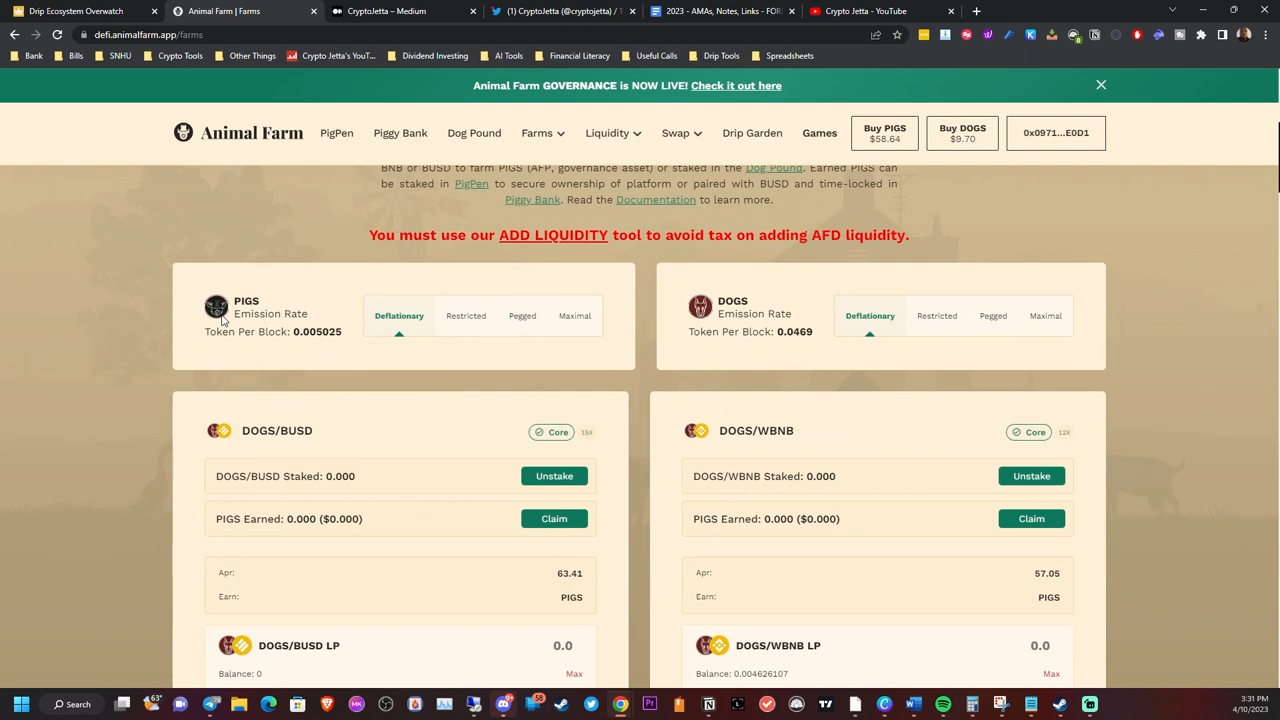 Drip Ecosystem Overwatch
Animal Farm
CryptoJetta – Medium
(1) CryptoJetta (@cryptojetta) / T
2023 - AMAs, Notes, Links - FOR
Crypto Jetta - YouTube
defi.animalfarm.app/farms
Bank
Bills
SNHU
Crypto Tools
Other Things
Crypto Jetta's YouT...
Dividend Investing
AI Tools
Financial Literacy
Useful Calls
Drip Tools
Spreadsheets
Animal Farm GOVERNANCE is NOW LIVE! Check it out here
Animal Farm
PigPen
Piggy Bank
Dog Pound
Farms
Liquidity
Swap
Drip Garden
Games
Buy PIGS
$58.64
Buy DOGS
$9.70
0x0971...E0D1
BNB or BUSD to farm PIGS (AFP, governance asset) or staked in the Dog Pound. Earned PIGS can
be staked in PigPen to secure ownership of platform or paired with BUSD and time-locked in
Piggy Bank. Read the Documentation to learn more.
You must use our ADD LIQUIDITY tool to avoid tax on adding AFD liquidity.
PIGS
Emission Rate
Token Per Block: 0.005025
Deflationary
Restricted
Pegged
Maximal
DOGS
Emission Rate
Token Per Block: 0.0469
Deflationary
Restricted
Pegged
Maximal
DOGS/BUSD
Core
15X
DOGS/BUSD Staked: 0.000
Unstake
PIGS Earned: 0.000 ($0.000)
Claim
Apr:
63.41
Earn:
PIGS
DOGS/BUSD LP
0.0
Balance: 0
Max
DOGS/WBNB
Core
12X
DOGS/WBNB Staked: 0.000
Unstake
PIGS Earned: 0.000 ($0.000)
Claim
Apr:
57.05
Earn:
PIGS
DOGS/WBNB LP
0.0
Balance: 0.004626107
Max
Search
63°
58
3:31 PM
4/10/2023